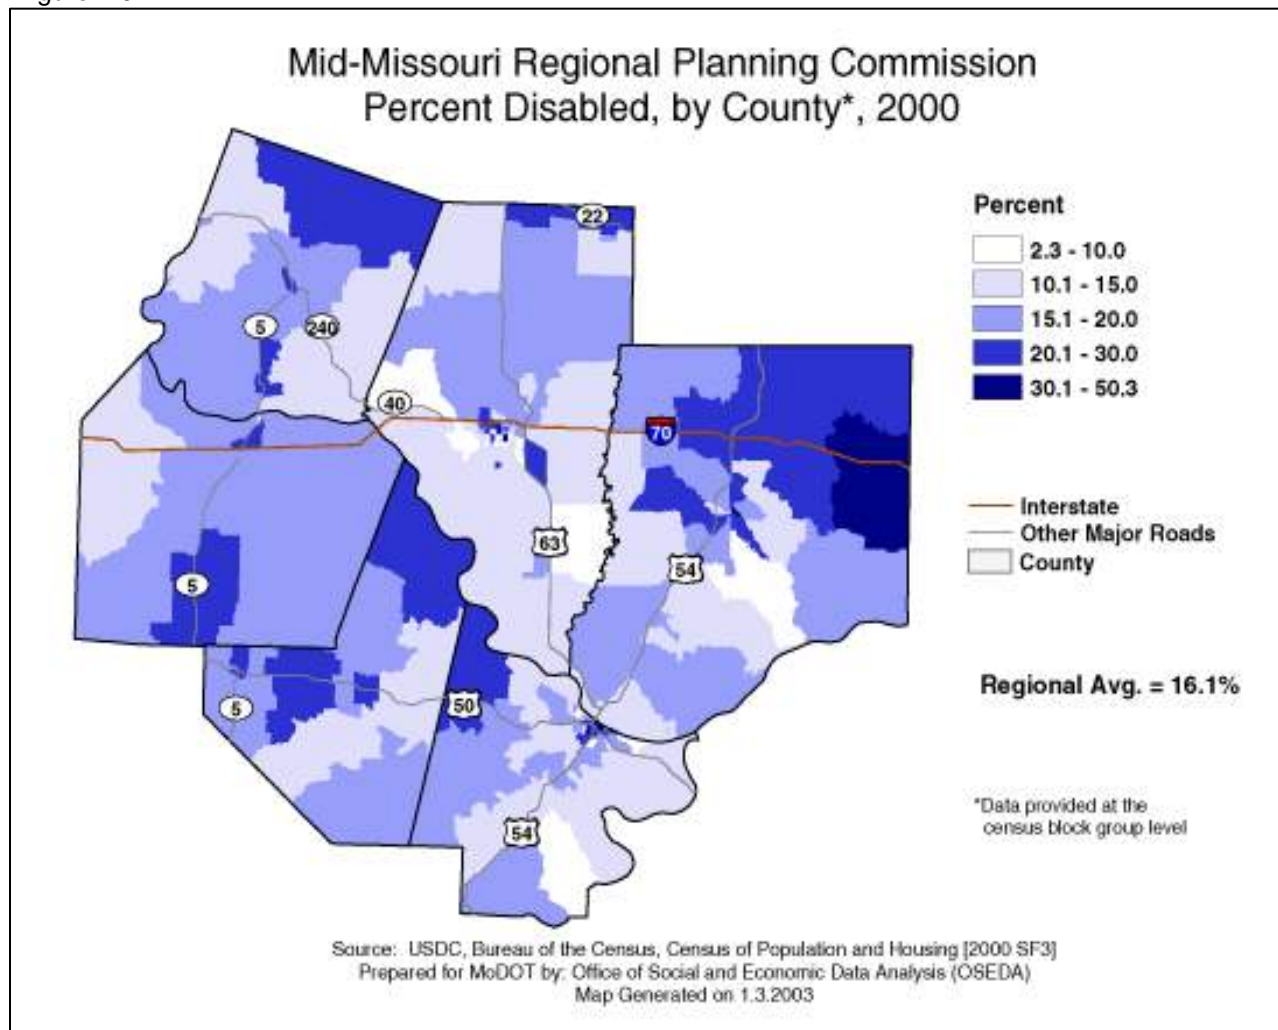 Mid-Missouri Regional Planning Commission
Percent Disabled, by County*, 2000
22
5
240
40
70
63
54
5
5
50
54
Percent
2.3 - 10.0
10.1 - 15.0
15.1 - 20.0
20.1 - 30.0
30.1 - 50.3
Interstate
Other Major Roads
County
Regional Avg. = 16.1%
*Data provided at the
census block group level
Source: USDC, Bureau of the Census, Census of Population and Housing [2000 SF3]
Prepared for MoDOT by: Office of Social and Economic Data Analysis (OSEDA)
Map Generated on 1.3.2003